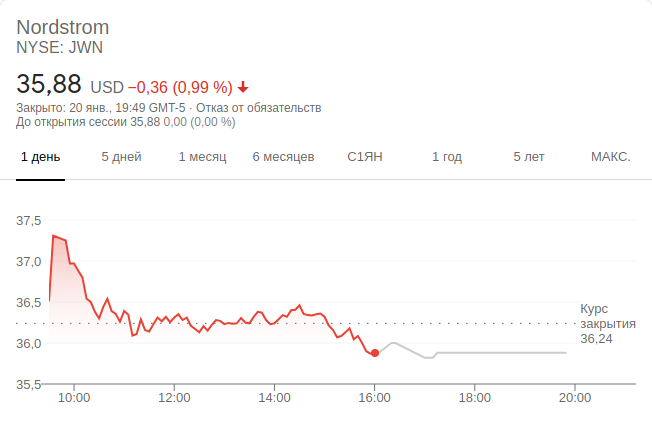 Nordstrom
NYSE: JWN
35,88 USD −0,36 (0,99 %)
Закрыто: 20 янв., 19:49 GMT-5 · Отказ от обязательств
До открытия сессии 35,88 0,00 (0,00 %)
1 день 5 дней 1 месяц 6 месяцев С1ЯН 1 год 5 лет МАКС.
37,5
37,0
36,5
36,0
35,5
Курс
закрытия
36,24
10:00 12:00 14:00 16:00 18:00 20:00